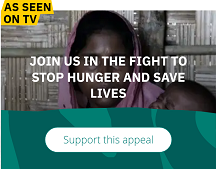 AS SEEN
ON TV
JOIN US IN THE FIGHT TO
STOP HUNGER AND SAVE
LIVES
Support this appeal